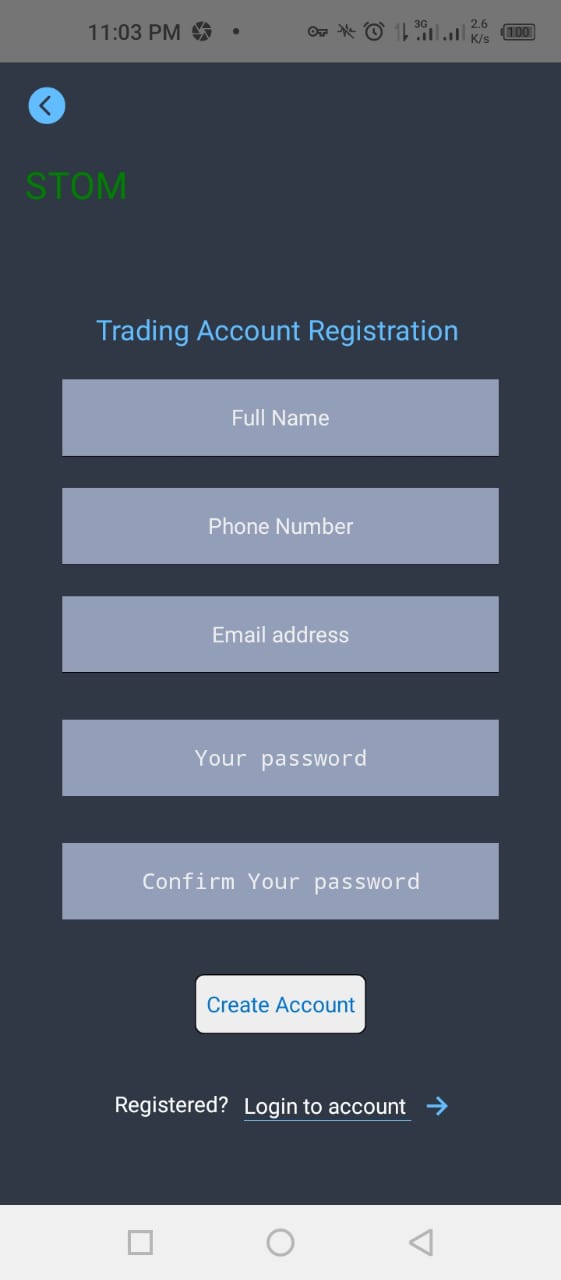 11:03 PM 3G 2.6 K/s 100
STOM
Trading Account Registration
Full Name
Phone Number
Email address
Your password
Confirm Your password
Create Account
Registered? Login to account